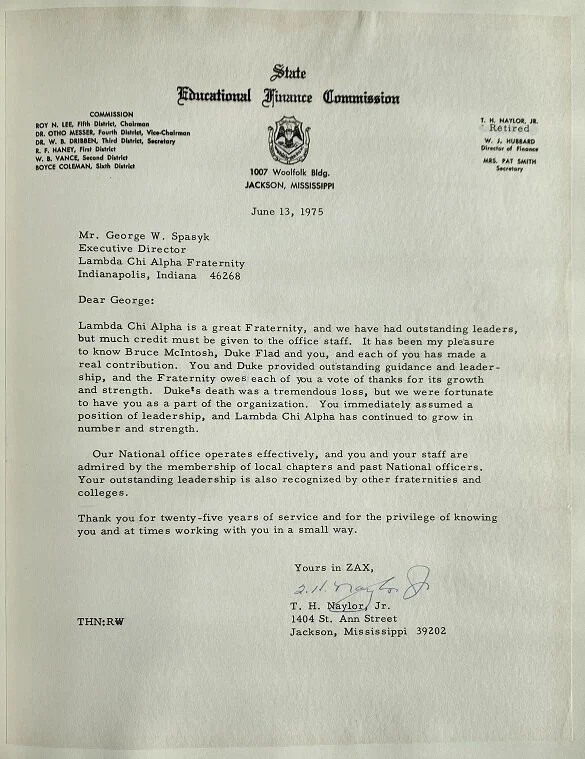 State
Educational Finance Commission
COMMISSION
ROY N. LEE, Fifth District, Chairman
DR. OTHO MESSER, Fourth District, Vice-Chairman
DR. W. B. DRIBBEN, Third District, Secretary
R. F. HANEY, First District
W. B. VANCE, Second District
BOYCE COLEMAN, Sixth District
T. H. NAYLOR, JR.
Retired
W. J. HUBBARD
Director of Finance
MRS. PAT SMITH
Secretary
1007 Woolfolk Bldg.
JACKSON, MISSISSIPPI
June 13, 1975
Mr. George W. Spasyk
Executive Director
Lambda Chi Alpha Fraternity
Indianapolis, Indiana 46268
Dear George:
Lambda Chi Alpha is a great Fraternity, and we have had outstanding leaders,
but much credit must be given to the office staff. It has been my pleasure
to know Bruce McIntosh, Duke Flad and you, and each of you has made a
real contribution. You and Duke provided outstanding guidance and leader-
ship, and the Fraternity owes each of you a vote of thanks for its growth
and strength. Duke's death was a tremendous loss, but we were fortunate
to have you as a part of the organization. You immediately assumed a
position of leadership, and Lambda Chi Alpha has continued to grow in
number and strength.
Our National office operates effectively, and you and your staff are
admired by the membership of local chapters and past National officers.
Your outstanding leadership is also recognized by other fraternities and
colleges.
Thank you for twenty-five years of service and for the privilege of knowing
you and at times working with you in a small way.
Yours in ZAX,
T. H. Naylor Jr
T. H. Naylor, Jr.
1404 St. Ann Street
Jackson, Mississippi 39202
THN:RW